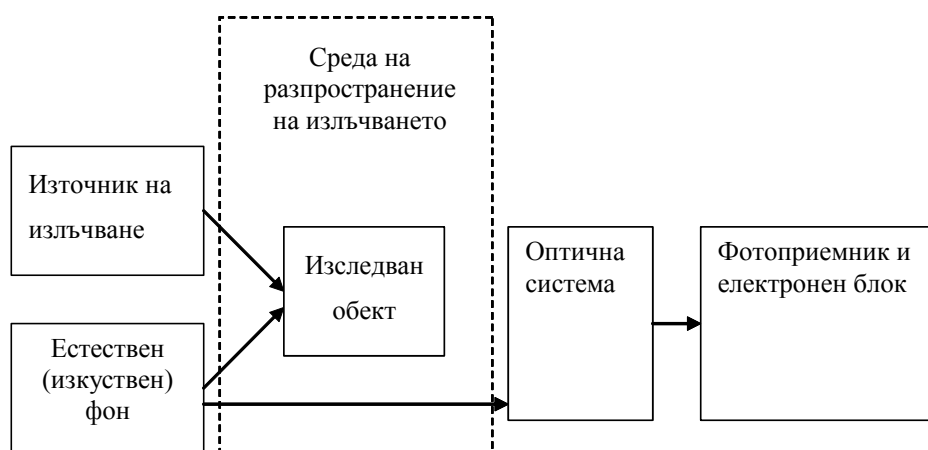 Среда на
разпространение
на излъчването
Източник на
излъчване
Изследван
обект
Оптична
система
Фотоприемник и
електронен блок
Естествен
(изкуствен)
фон